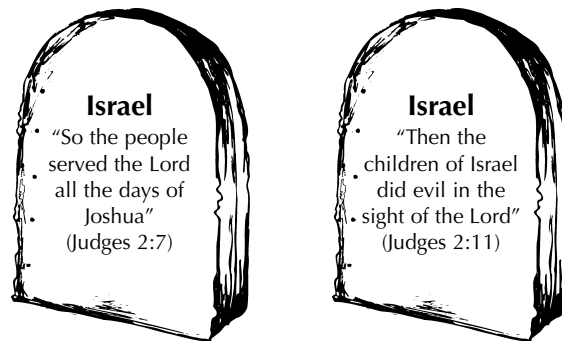 Israel
“So the people
served the Lord
all the days of
Joshua”
(Judges 2:7)
Israel
“Then the
children of Israel
did evil in the
sight of the Lord”
(Judges 2:11)